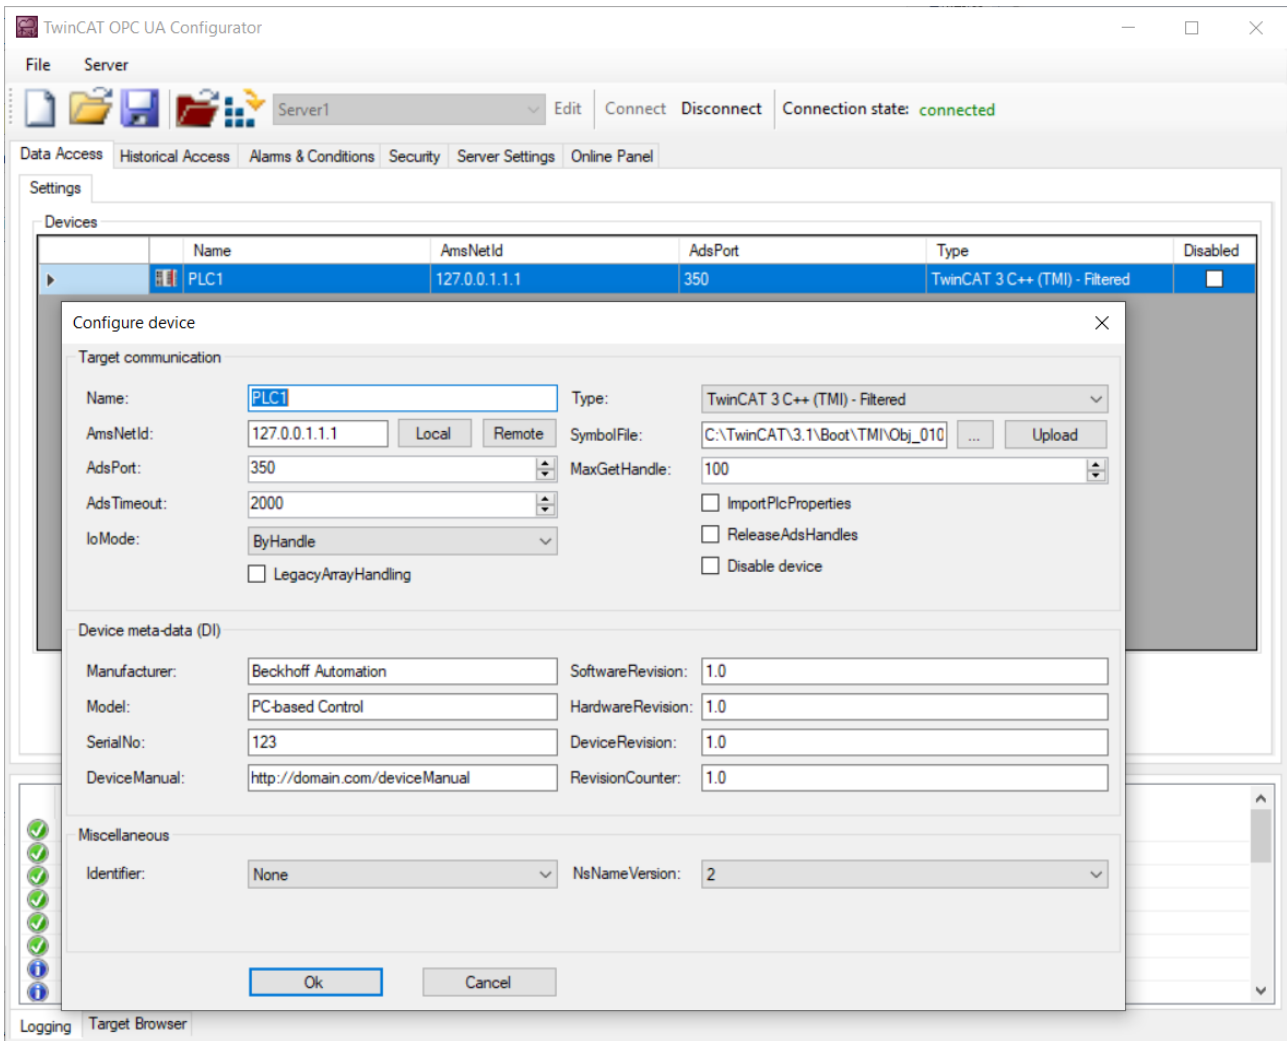 TwinCAT OPC UA Configurator
File Server
Server1 Edit Connect Disconnect Connection state: connected
Data Access Historical Access Alarms & Conditions Security Server Settings Online Panel
Settings
Devices
Name AmsNetId AdsPort Type Disabled
PLC1 127.0.0.1.1.1 350 TwinCAT 3 C++ (TMI) - Filtered
Configure device
Target communication
Name: PLC1 Type: TwinCAT 3 C++ (TMI) - Filtered
AmsNetId: 127.0.0.1.1.1 Local Remote SymbolFile: C:\TwinCAT\3.1\Boot\TMI\Obj_010 ... Upload
AdsPort: 350 MaxGetHandle: 100
AdsTimeout: 2000 ImportPlcProperties
IoMode: ByHandle ReleaseAdsHandles
LegacyArrayHandling Disable device
Device meta-data (DI)
Manufacturer: Beckhoff Automation SoftwareRevision: 1.0
Model: PC-based Control HardwareRevision: 1.0
SerialNo: 123 DeviceRevision: 1.0
DeviceManual: http://domain.com/deviceManual RevisionCounter: 1.0
Miscellaneous
Identifier: None NsNameVersion: 2
Ok Cancel
Logging Target Browser